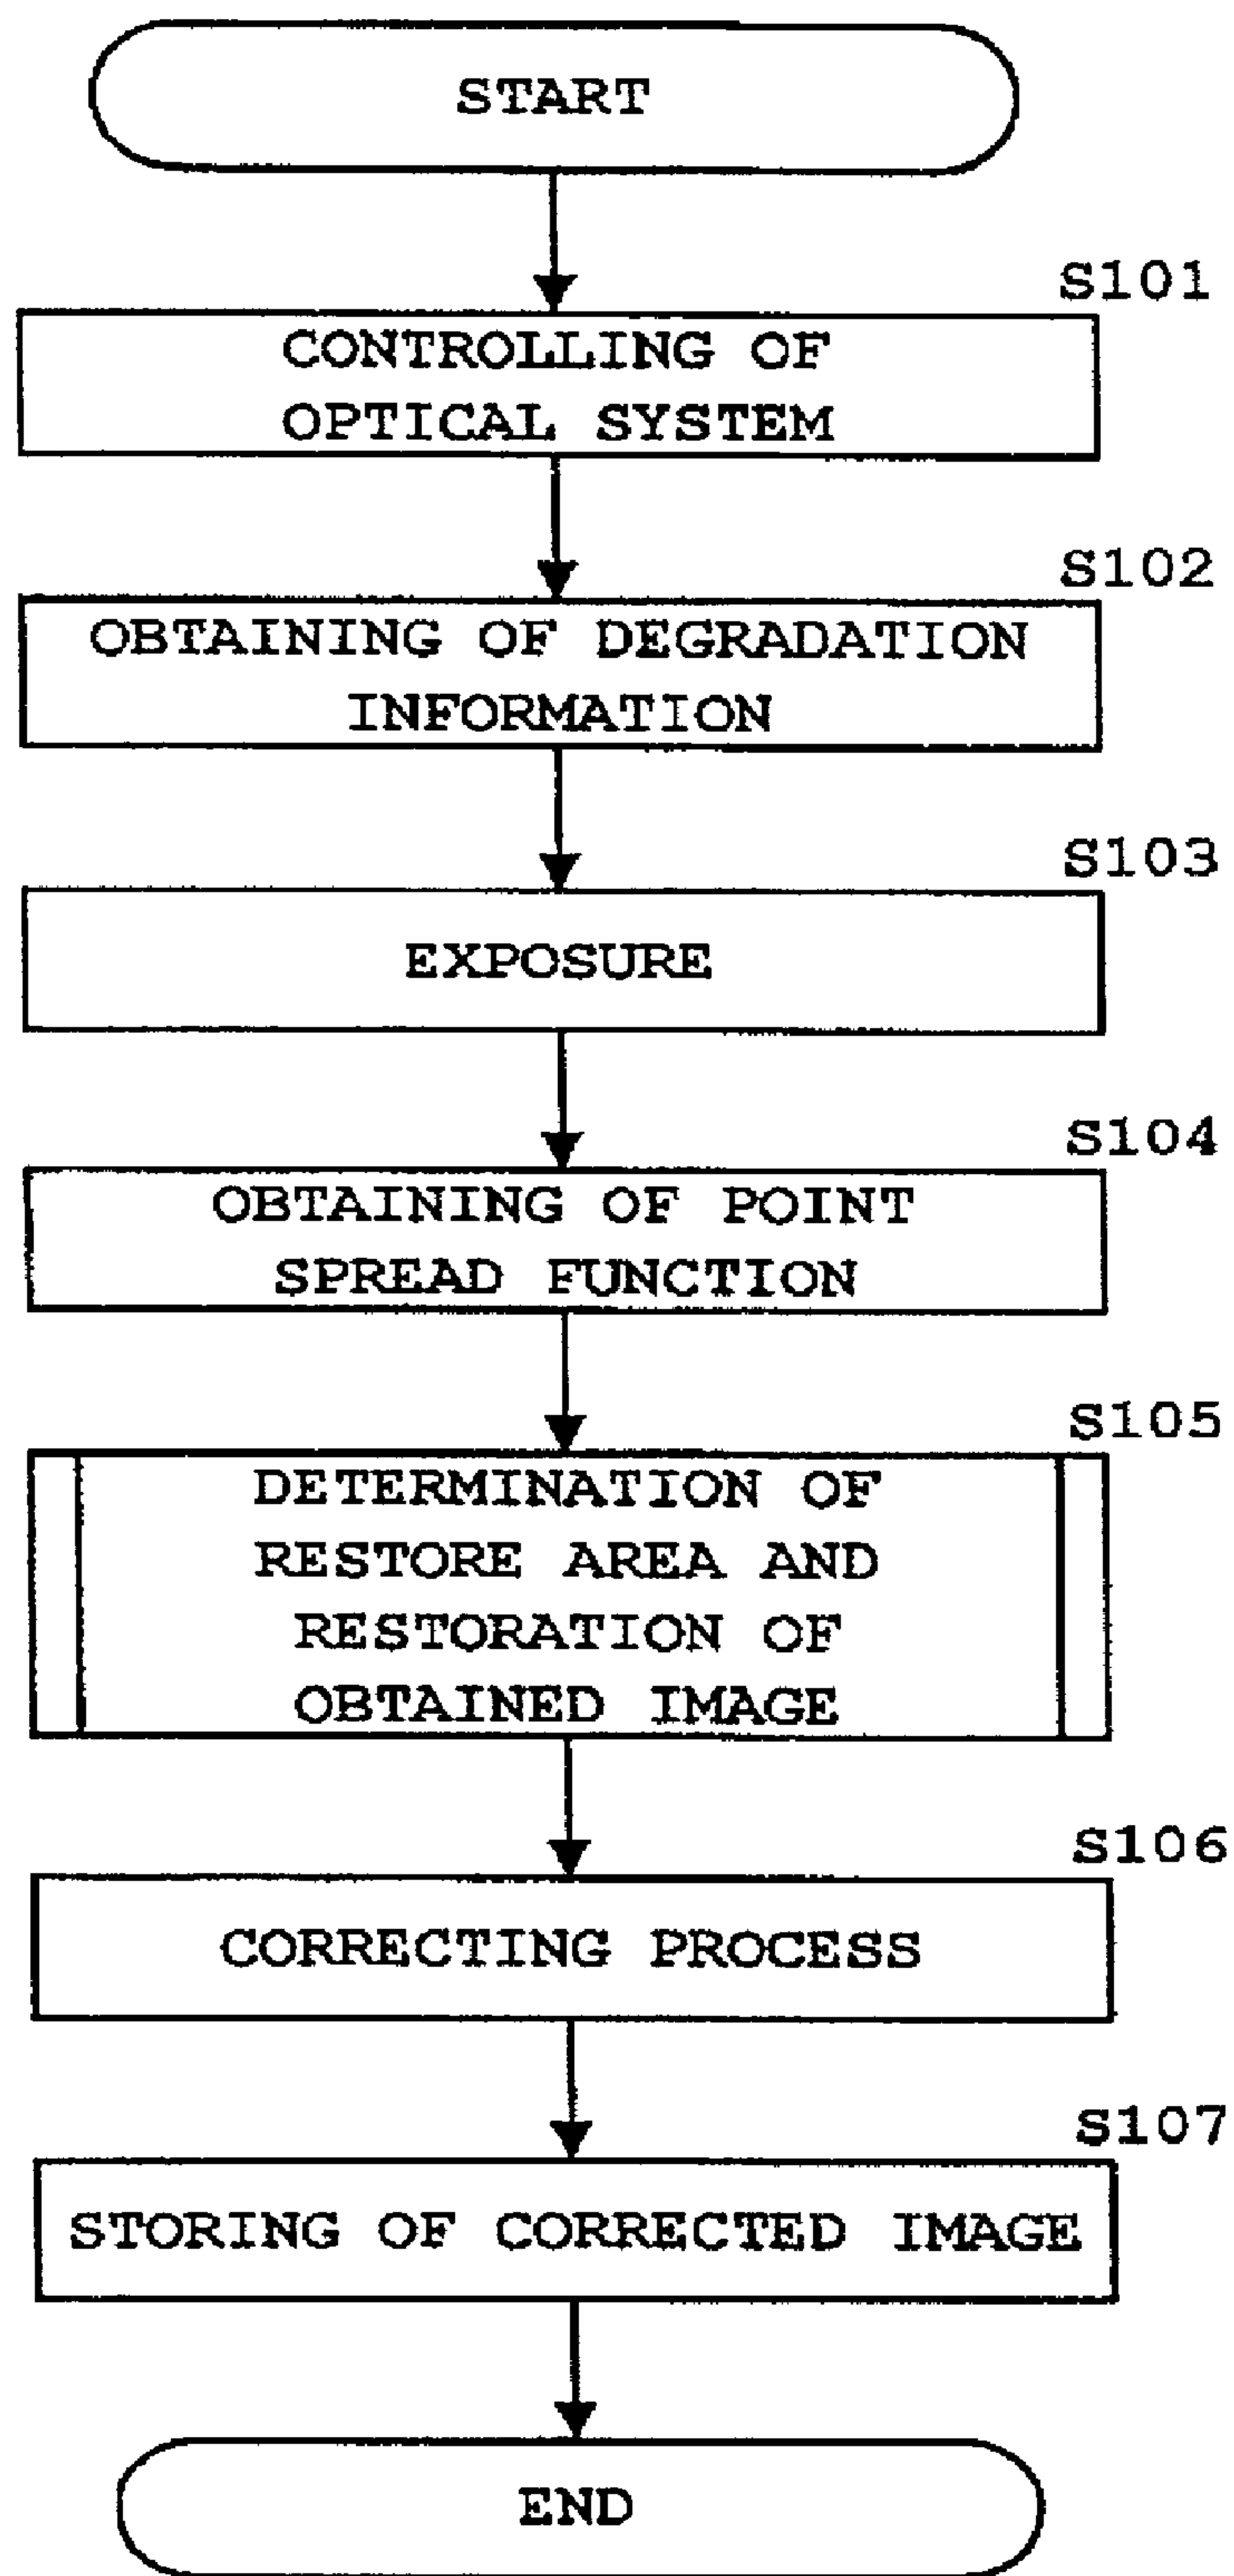 START
S101
CONTROLLING OF
OPTICAL SYSTEM
S102
OBTAINING OF DEGRADATION
INFORMATION
S103
EXPOSURE
S104
OBTAINING OF POINT
SPREAD FUNCTION
S105
DETERMINATION OF
RESTORE AREA AND
RESTORATION OF
OBTAINED IMAGE
S106
CORRECTING PROCESS
S107
STORING OF CORRECTED IMAGE
END